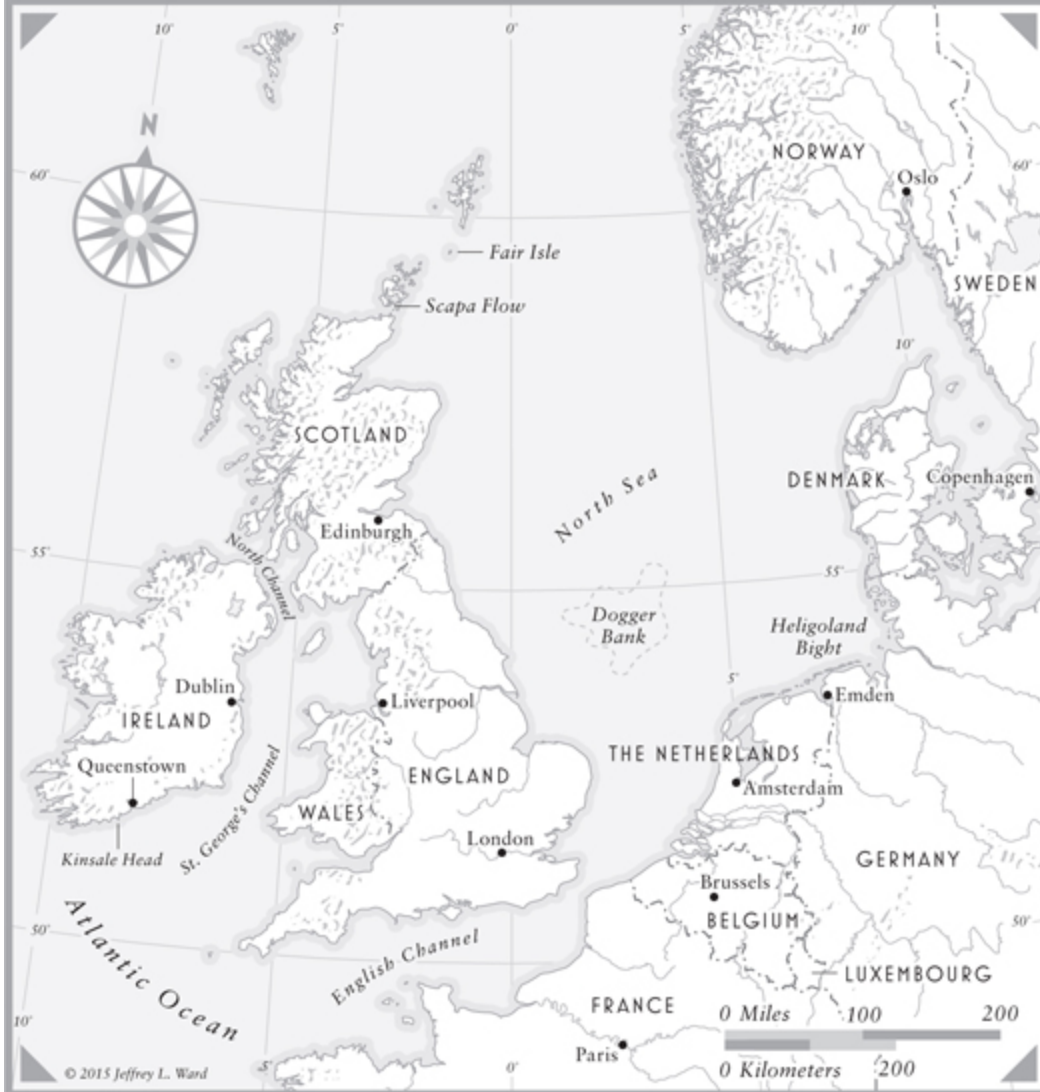 10°
5°
0°
5°
10°
N
60°
60°
NORWAY
Oslo
Fair Isle
Scapa Flow
SWEDEN
10°
SCOTLAND
North Sea
DENMARK
Copenhagen
Edinburgh
North Channel
55°
55°
Dogger
Bank
Heligoland
Bight
5°
Dublin
Liverpool
Emden
IRELAND
THE NETHERLANDS
Queenstown
ENGLAND
Amsterdam
St. George's Channel
WALES
London
Kinsale Head
GERMANY
Brussels
BELGIUM
50°
50°
Atlantic Ocean
English Channel
LUXEMBOURG
FRANCE
0 Miles 100 200
10°
Paris
0 Kilometers 200
5°
0°
© 2015 Jeffrey L. Ward